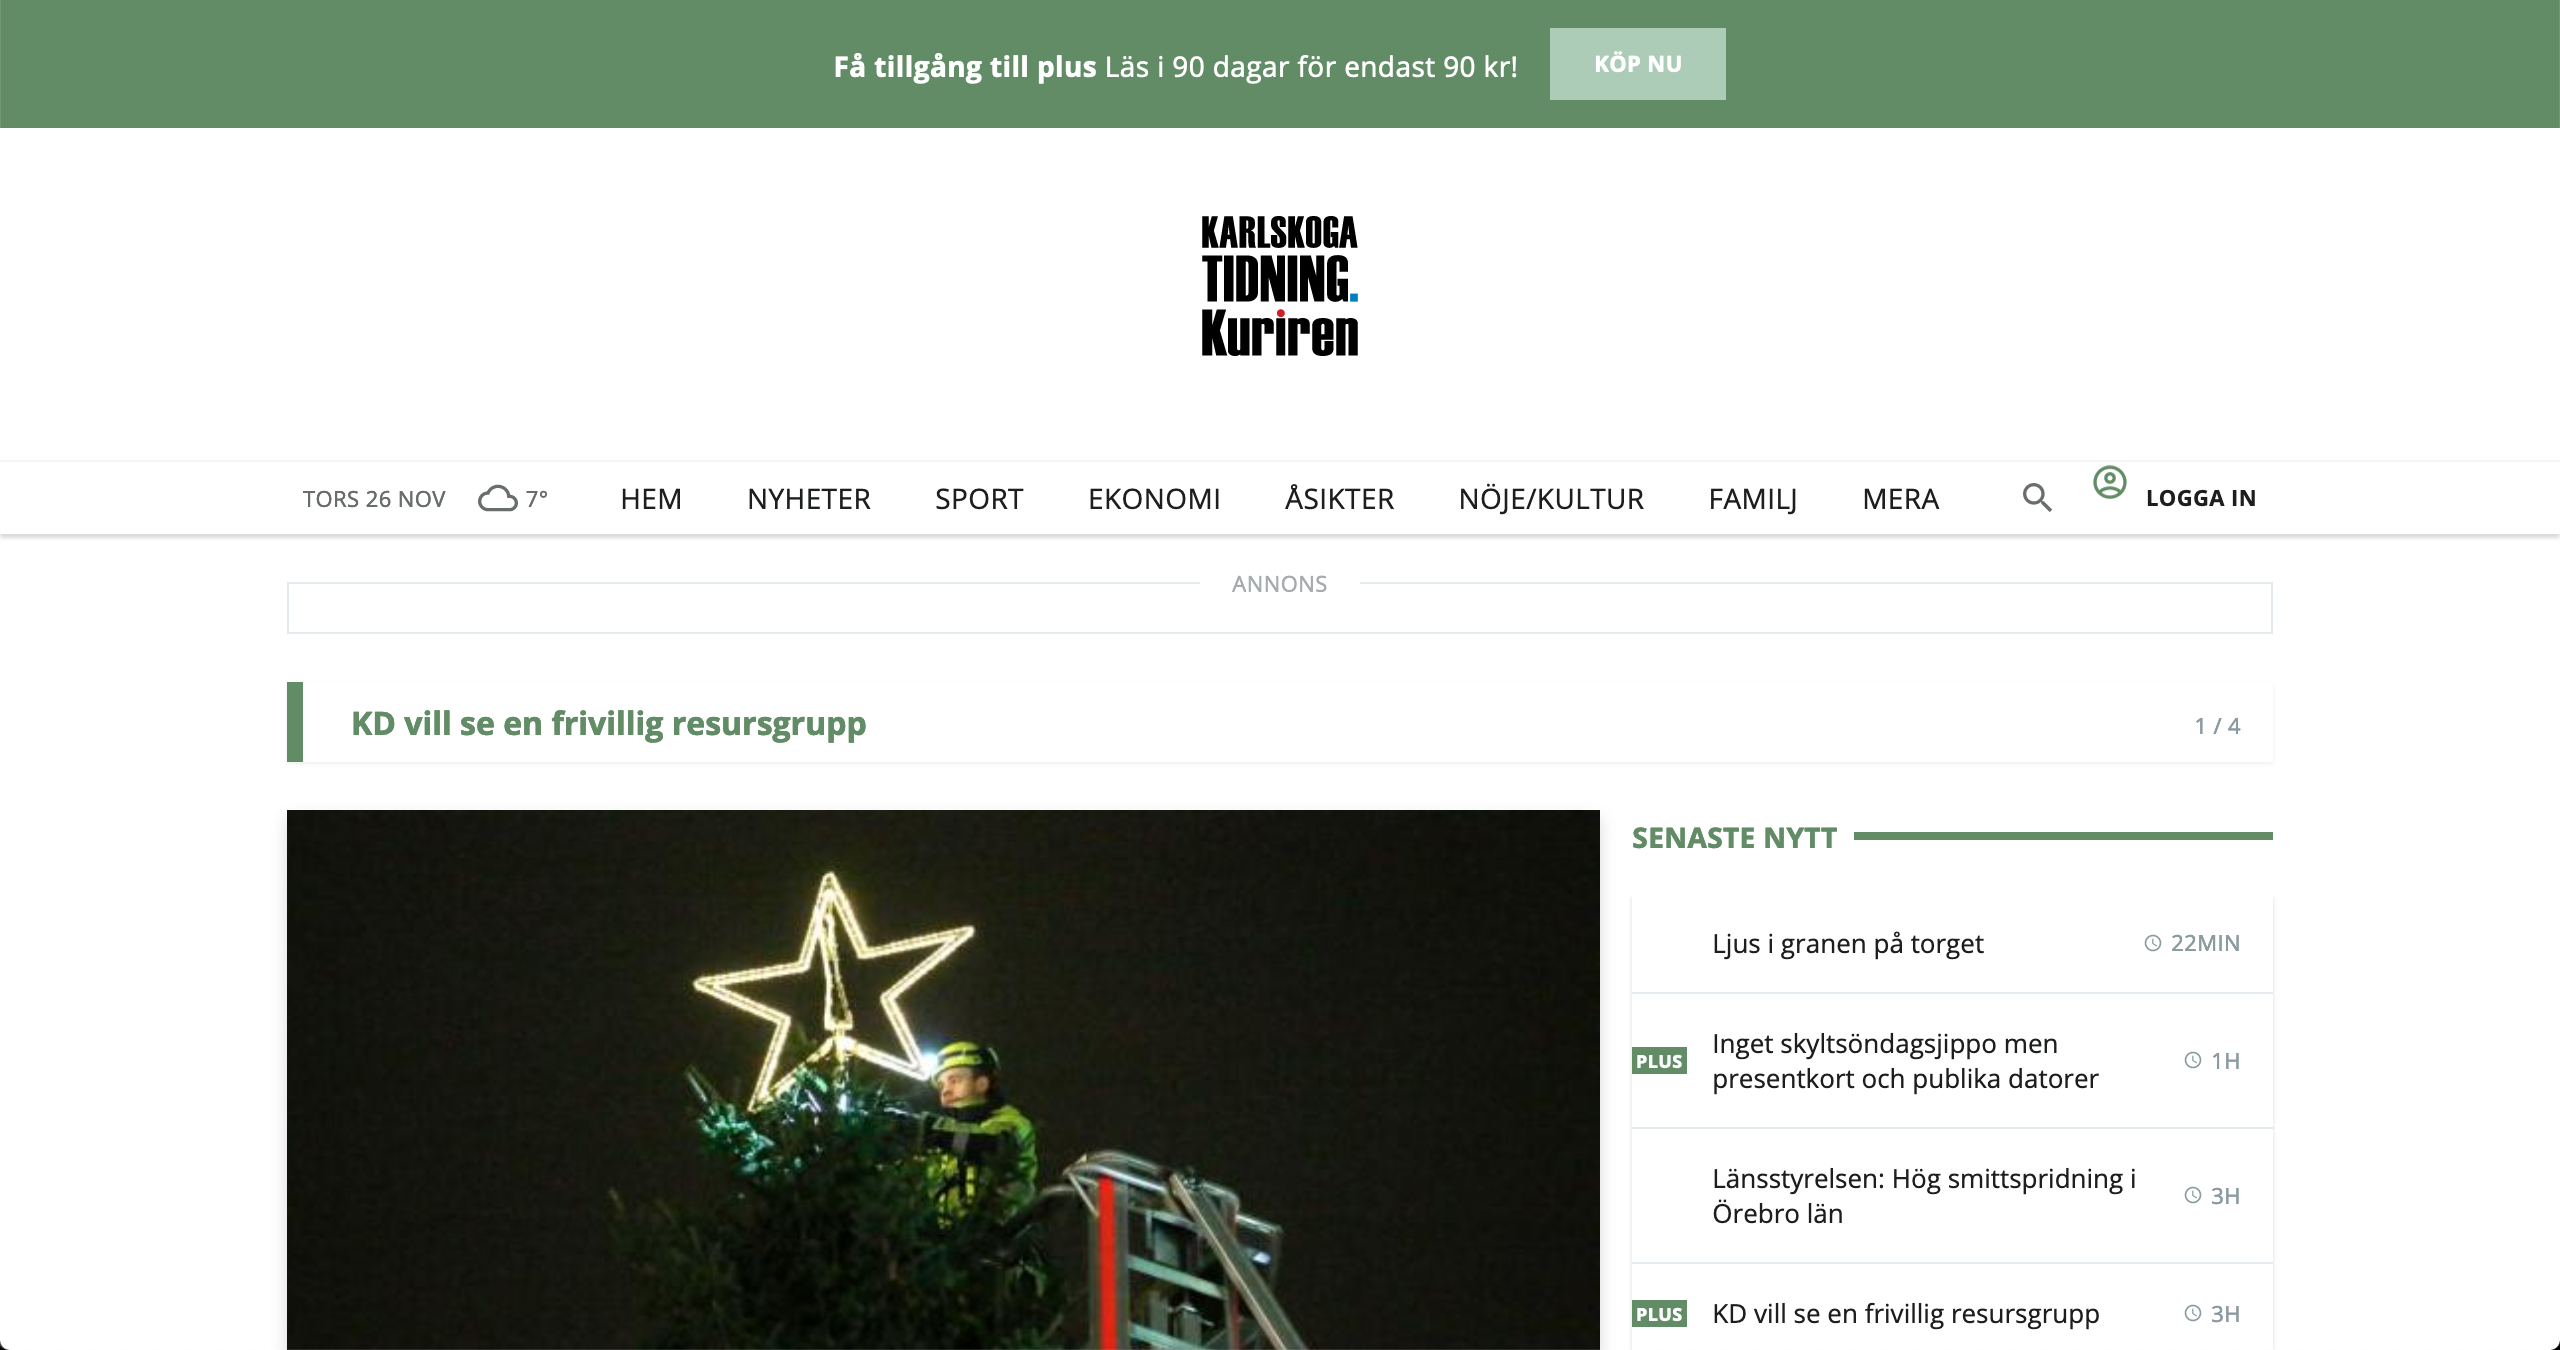 Få tillgång till plus Läs i 90 dagar för endast 90 kr!
KÖP NU
KARLSKOGA
TIDNING.
Kuriren
TORS 26 NOV
7°
HEM
NYHETER
SPORT
EKONOMI
ÅSIKTER
NÖJE/KULTUR
FAMILJ
MERA
LOGGA IN
ANNONS
KD vill se en frivillig resursgrupp
1 / 4
SENASTE NYTT
Ljus i granen på torget
22MIN
PLUS
Inget skyltsöndagsjippo men
presentkort och publika datorer
1H
Länsstyrelsen: Hög smittspridning i
Örebro län
3H
PLUS
KD vill se en frivillig resursgrupp
3H